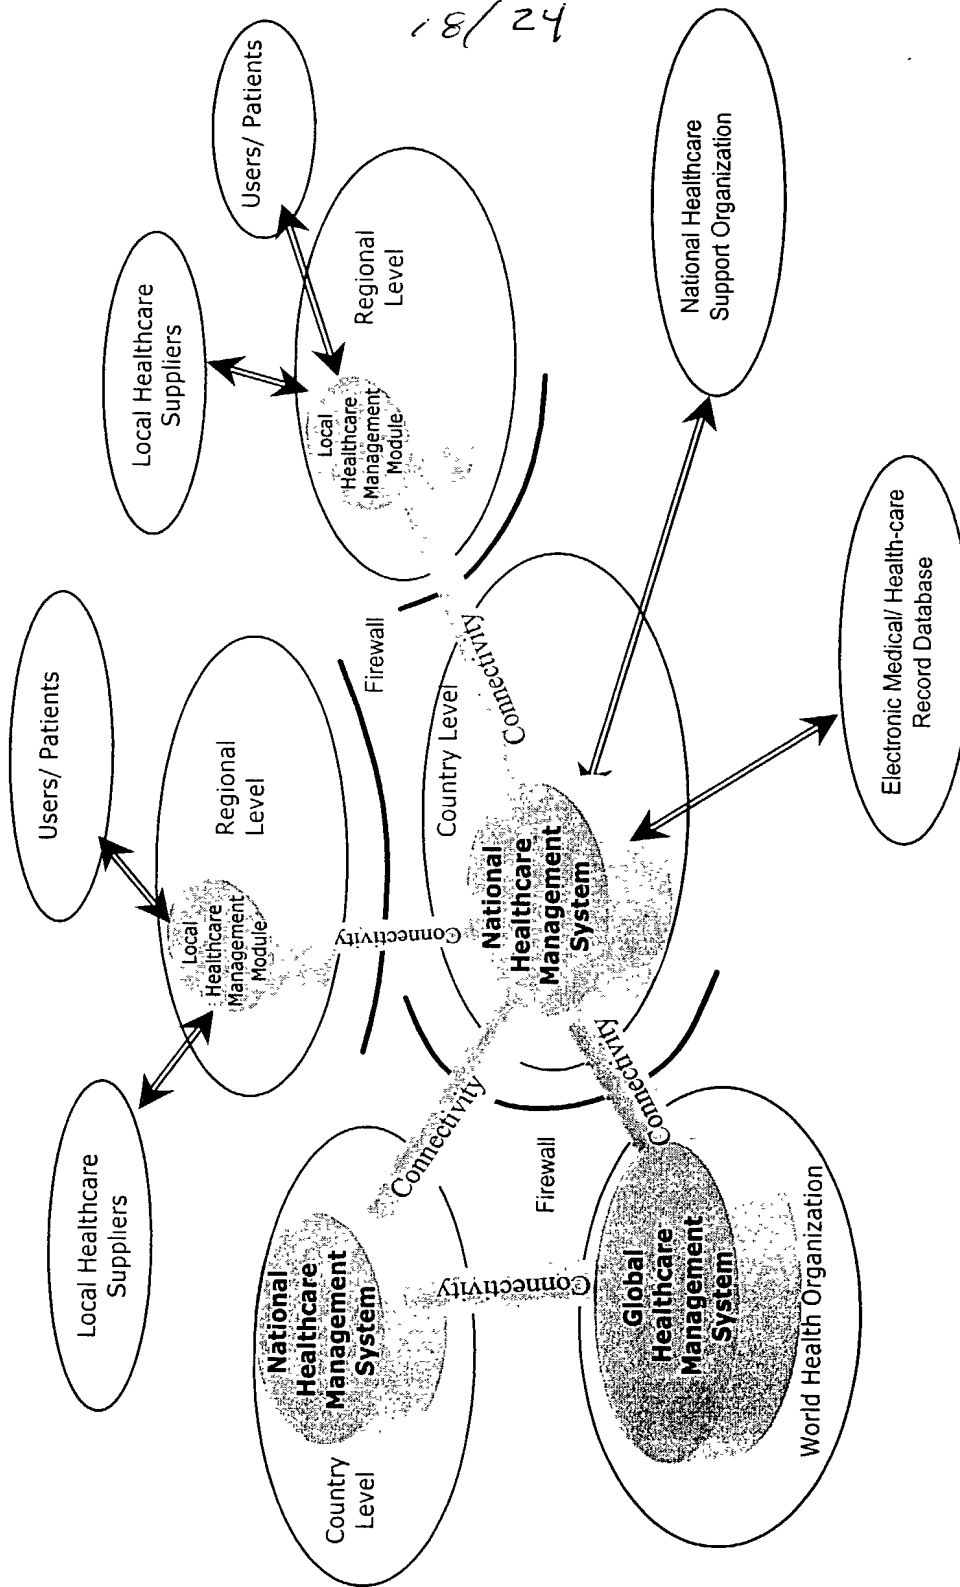 18/24
Users/ Patients
Local Healthcare
Suppliers
Local
Healthcare
Management
Module
Regional
Level
Local Healthcare
Suppliers
Users/ Patients
Local
Healthcare
Management
Module
Regional
Level
Country
Level
National
Healthcare
Management
System
Connectivity
Connectivity
Firewall
Country Level
Connectivity
National
Healthcare
Management
System
Connectivity
Firewall
Connectivity
Global
Healthcare
Management
System
World Health Organization
National Healthcare
Support Organization
Electronic Medical/ Health-care
Record Database